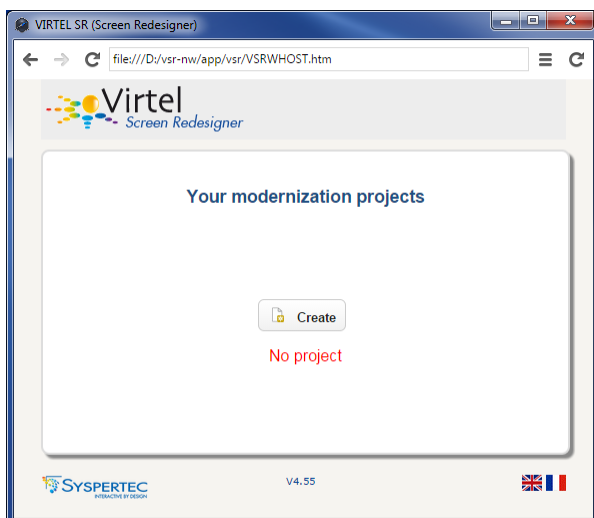 VIRTEL SR (Screen Redesigner)
file:///D:/vsr-nw/app/vsr/VSRWHOST.htm
Virtel
Screen Redesigner
Your modernization projects
Create
No project
SYSPERTEC
INTERACTIVE BY DESIGN
V4.55